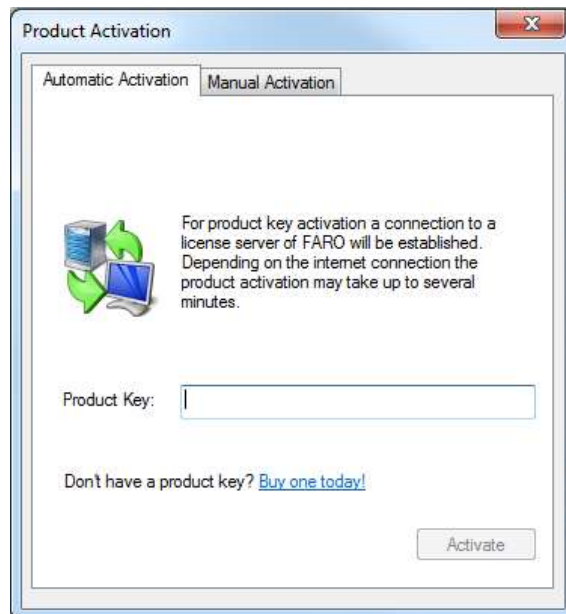 Product Activation
Automatic Activation
Manual Activation
For product key activation a connection to a
license server of FARO will be established.
Depending on the internet connection the
product activation may take up to several
minutes.
Product Key:
Don't have a product key? Buy one today!
Activate